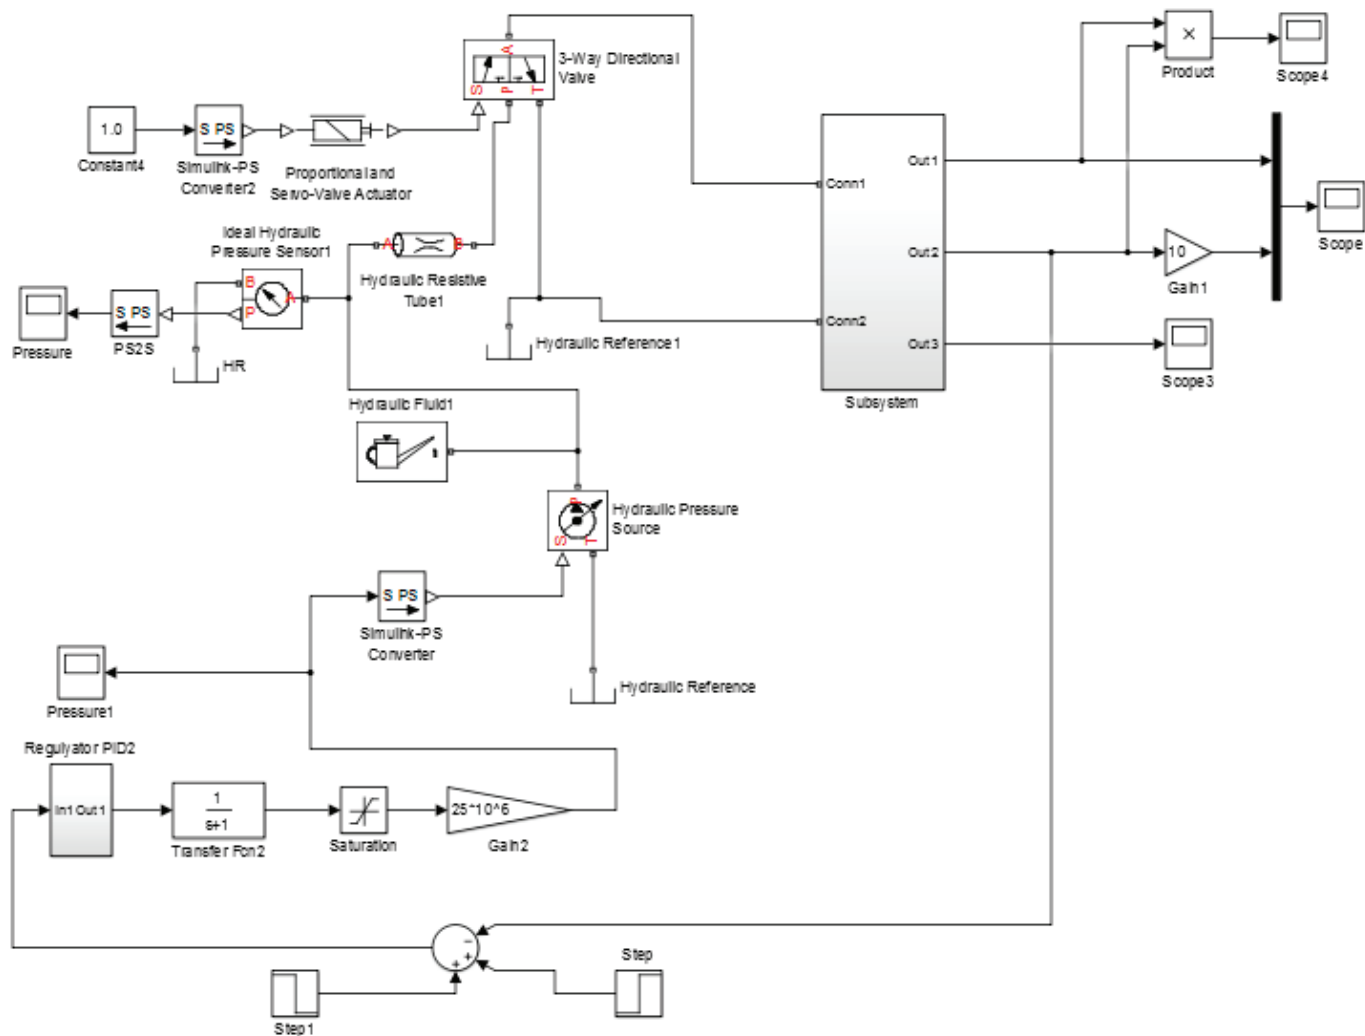 A
3-Way Directional
Valve
S
P
T
×
Product
Scope4
1.0
Constant4
S PS
Simulink-PS
Converter2
Proportional and
Servo-Valve Actuator
Out1
Conn1
Scope
Ideal Hydraulic
Pressure Sensor1
A
B
Hydraulic Resistive
Tube1
Out2
10
Gain1
B
A
P
S PS
Pressure
PS2S
HR
Hydraulic Reference1
Conn2
Out3
Scope3
Subsystem
Hydraulic Fluid1
P
S
T
Hydraulic Pressure
Source
S PS
Simulink-PS
Converter
Hydraulic Reference
Pressure1
Regulyator PID2
In1 Out1
1
s+1
Transfer Fcn2
Saturation
25*10^6
Gain2
Step
Step1